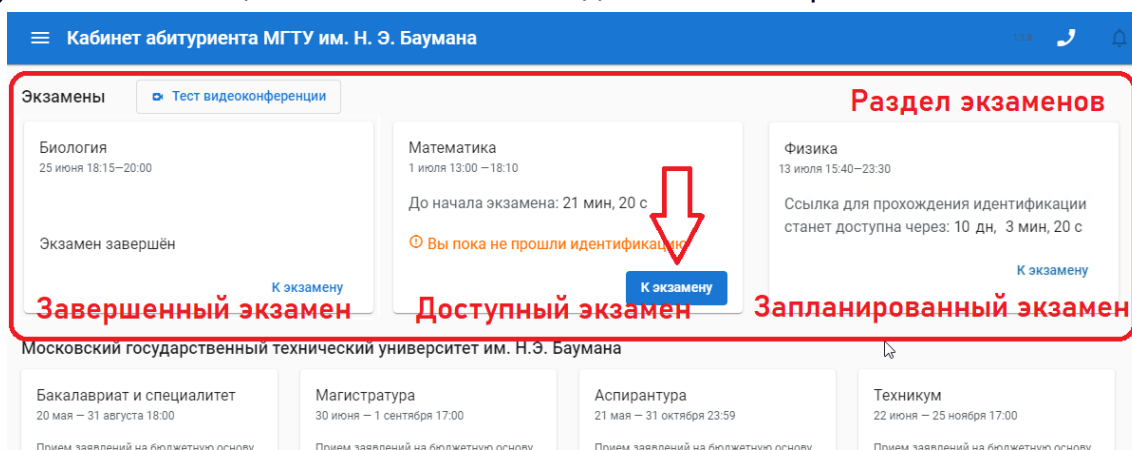 Кабинет абитуриента МГТУ им. Н. Э. Баумана
Экзамены
Тест видеоконференции
Раздел экзаменов
Биология
25 июня 18:15–20:00
Экзамен завершён
К экзамену
Завершенный экзамен
Математика
1 июля 13:00 –18:10
До начала экзамена: 21 мин, 20 с
Вы пока не прошли идентификацию
К экзамену
Доступный экзамен
Физика
13 июля 15:40–23:30
Ссылка для прохождения идентификации
станет доступна через: 10 дн, 3 мин, 20 с
К экзамену
Запланированный экзамен
Московский государственный технический университет им. Н.Э. Баумана
Бакалавриат и специалитет
20 мая — 31 августа 18:00
Прием заявлений на бюджетную основу
Магистратура
30 июня — 1 сентября 17:00
Прием заявлений на бюджетную основу
Аспирантура
21 мая — 31 октября 23:59
Прием заявлений на бюджетную основу
Техникум
22 июня — 25 ноября 17:00
Прием заявлений на бюджетную основу